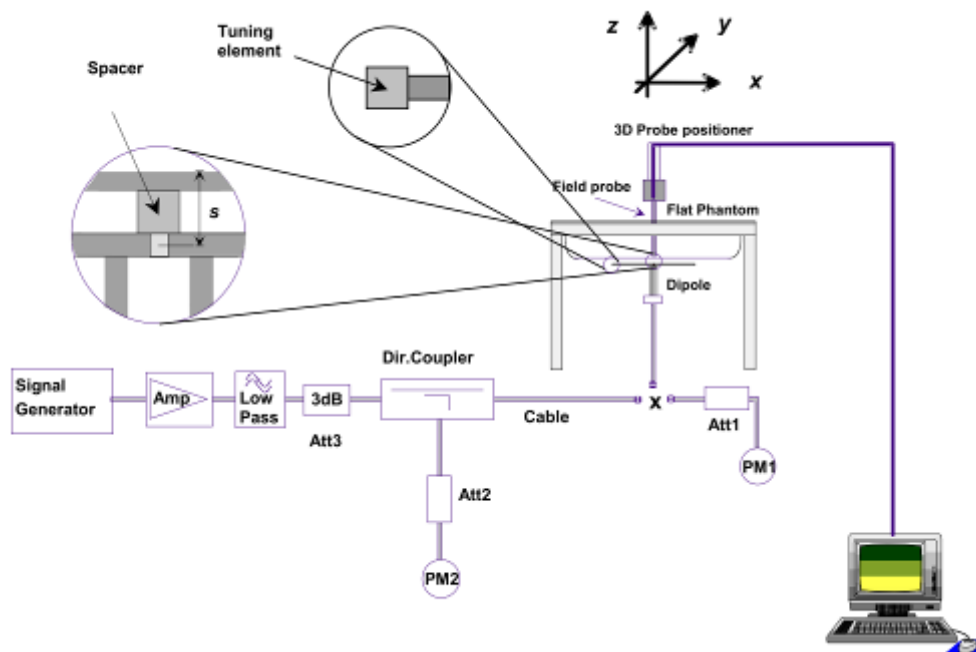 Tuning
element
Spacer
s
z
y
x
3D Probe positioner
Field probe
Flat Phantom
Dipole
Signal
Generator
Amp
Low
Pass
3dB
Att3
Dir.Coupler
Cable
x
Att1
PM1
Att2
PM2